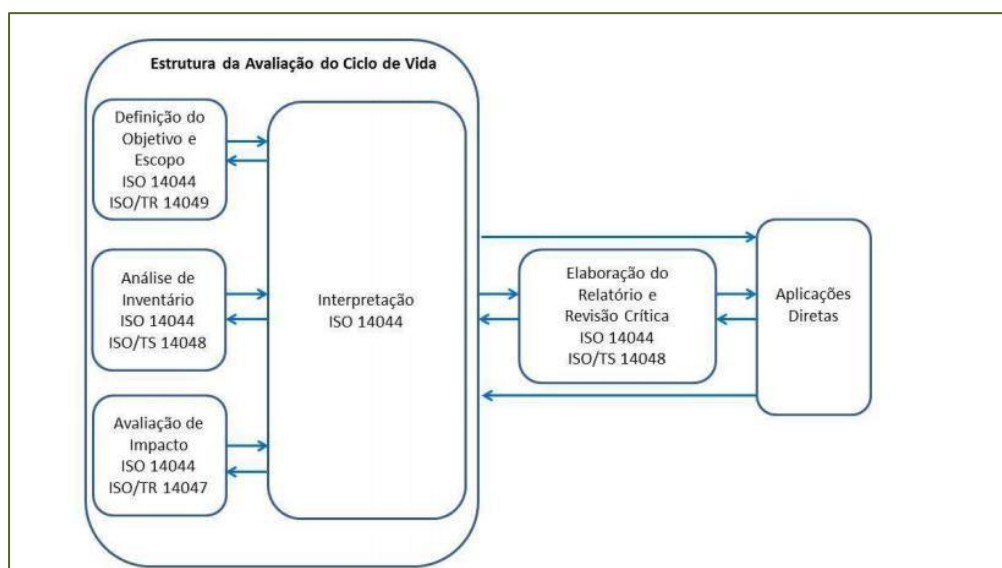 Estrutura da Avaliação do Ciclo de Vida
Definição do
Objetivo e
Escopo
ISO 14044
ISO/TR 14049
Análise de
Inventário
ISO 14044
ISO/TS 14048
Avaliação de
Impacto
ISO 14044
ISO/TR 14047
Interpretação
ISO 14044
Elaboração do
Relatório e
Revisão Crítica
ISO 14044
ISO/TS 14048
Aplicações
Diretas